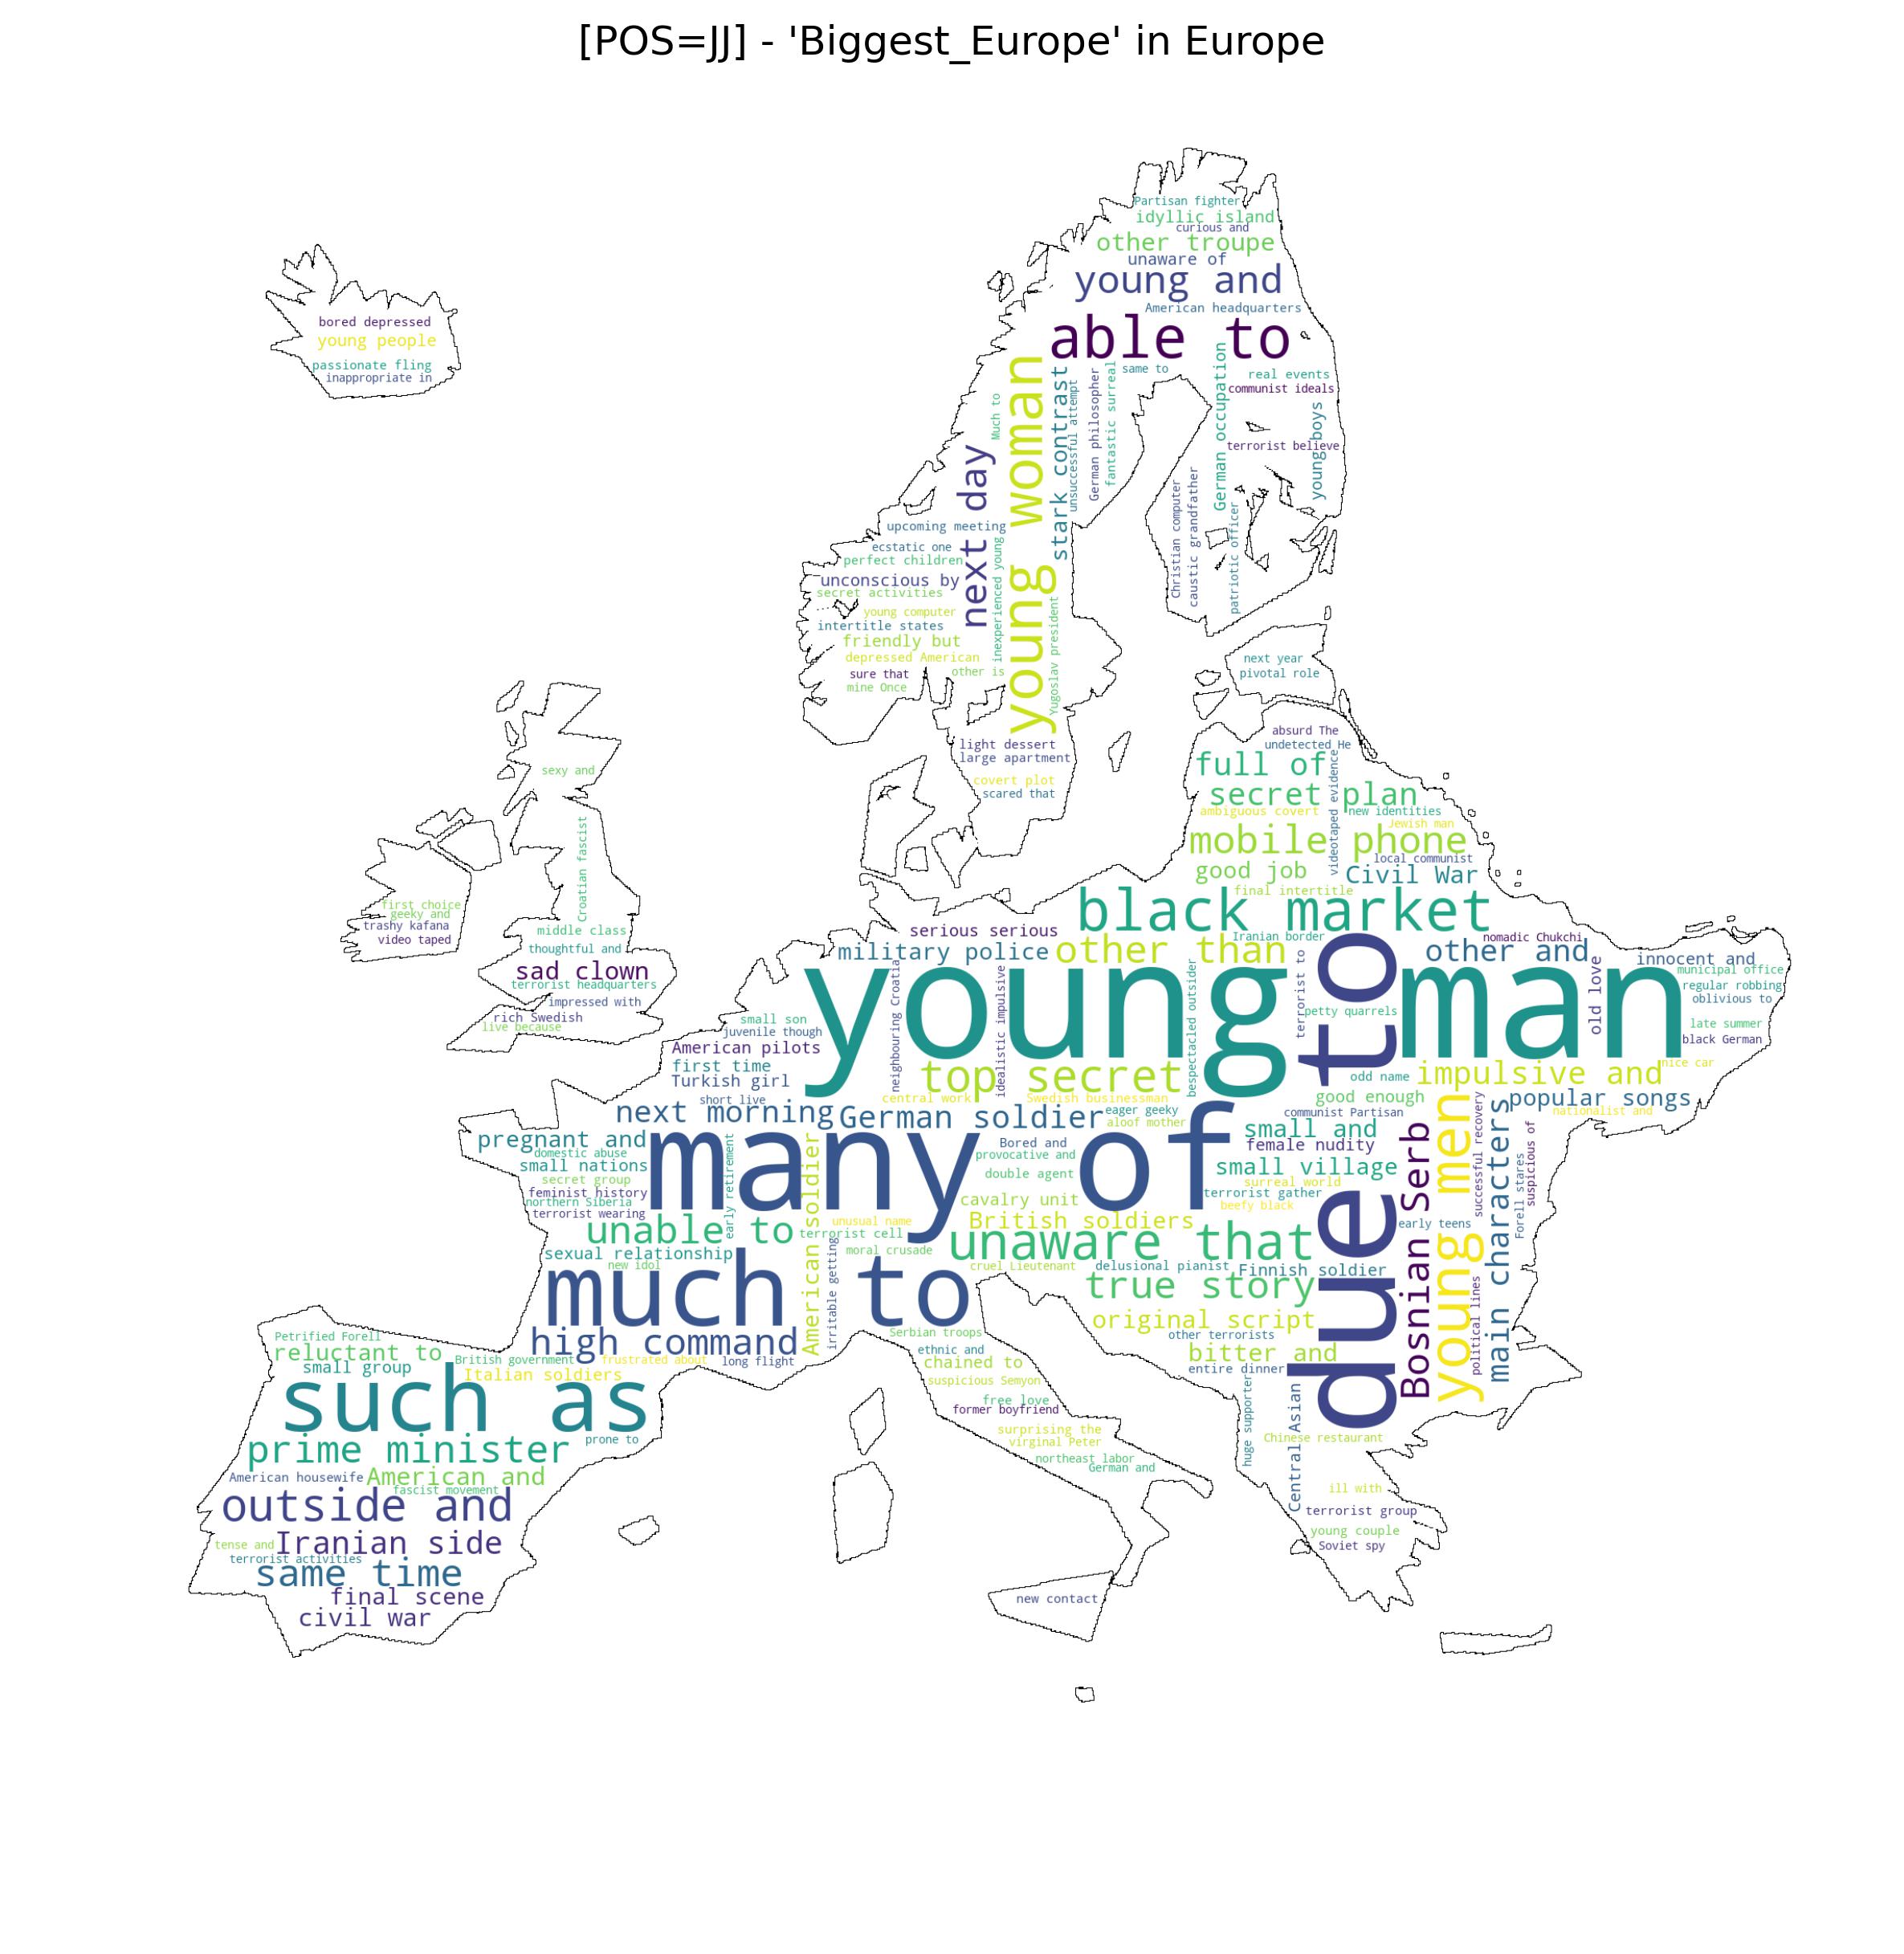 [POS=JJ] - 'Biggest_Europe' in Europe
Partisan fighter
idyllic island
curious and
other troupe
unaware of
young and
American headquarters
able to
bored depressed
young people
passionate fling
inappropriate in
same to
real events
communist ideals
young woman
stark contrast
unsuccessful attempt
German philosopher
fantastic surreal
German occupation
Much to
young boys
terrorist believe
next day
Christian computer
caustic grandfather
patriotic officer
upcoming meeting
ecstatic one
perfect children
unconscious by
secret activities
young computer
intertitle states
friendly but
depressed American
sure that
other is
mine Once
inexperienced young
Yugoslav president
next year
pivotal role
light dessert
large apartment
covert plot
scared that
absurd The
undetected He
full of
secret plan
videotaped evidence
ambiguous covert
new identities
Jewish man
mobile phone
local communist
good job
Civil War
final intertitle
black market
sexy and
Croatian fascist
first choice
geeky and
trashy kafana
video taped
middle class
thoughtful and
sad clown
terrorist headquarters
impressed with
rich Swedish
live because
serious serious
military police
other than
Iranian border
other and
nomadic Chukchi
innocent and
municipal office
regular robbing
oblivious to
late summer
black German
nice car
old love
young man
due to
terrorist to
petty quarrels
neighbouring Croatia
idealistic impulsive
bespectacled outsider
small son
juvenile though
American pilots
first time
Turkish girl
top secret
odd name
impulsive and
short live
central work
Swedish businessman
good enough
popular songs
next morning
German soldier
eager geeky
aloof mother
communist Partisan
nationalist and
pregnant and
domestic abuse
small nations
secret group
feminist history
northern Siberia
terrorist wearing
early retirement
many of
Bored and
provocative and
double agent
small and
female nudity
small village
surreal world
terrorist gather
beefy black
cavalry unit
British soldiers
Bosnian Serb
young men
main characters
successful recovery
Forell stares
suspicious of
early teens
political lines
unable to
American soldier
unusual name
terrorist cell
moral crusade
irritable getting
unaware that
sexual relationship
new idol
cruel Lieutenant
delusional pianist
Finnish soldier
much to
true story
high command
original script
other terrorists
bitter and
entire dinner
Petrified Forell
reluctant to
small group
British government
frustrated about
long flight
Italian soldiers
Serbian troops
ethnic and
chained to
suspicious Semyon
free love
former boyfriend
surprising the
virginal Peter
northeast labor
German and
such as
prime minister
prone to
American housewife
American and
fascist movement
outside and
tense and
Iranian side
terrorist activities
same time
final scene
civil war
huge supporter
Central Asian
Chinese restaurant
ill with
terrorist group
young couple
Soviet spy
new contact